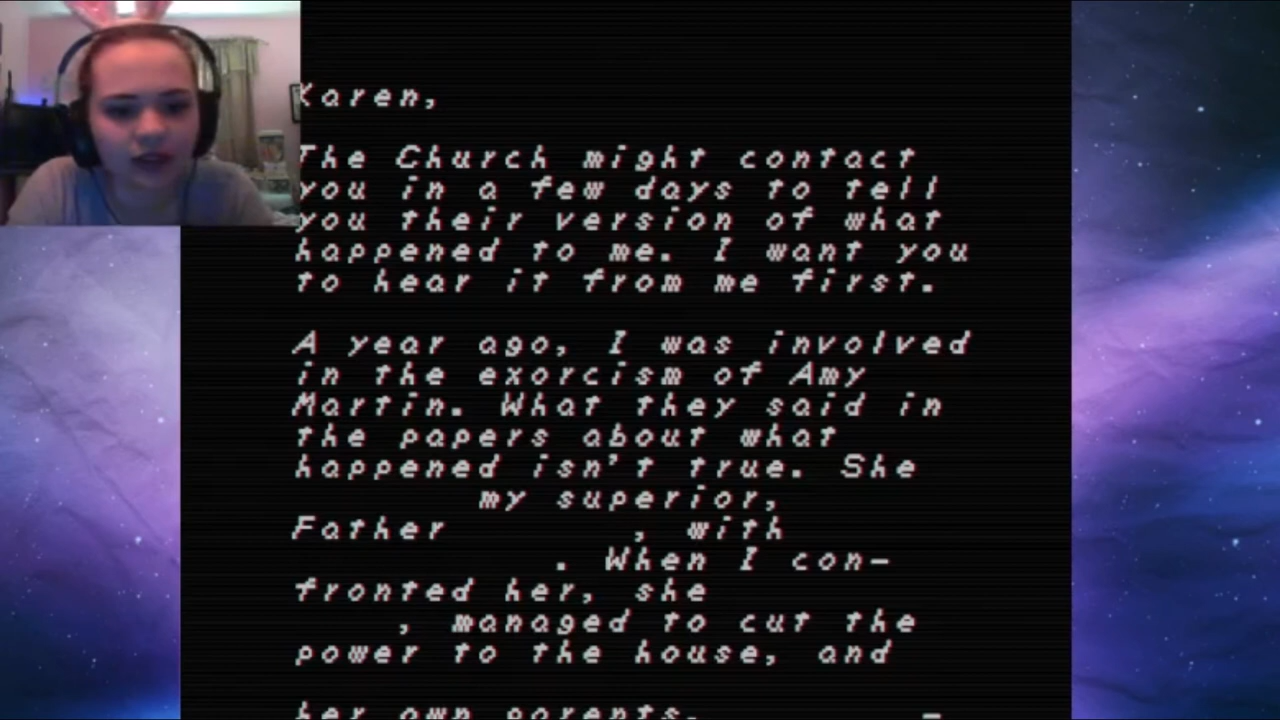 Karen,
The Church might contact
you in a few days to tell
you their version of what
happened to me. I want you
to hear it from me first.
A year ago, I was involved
in the exorcism of Amy
Martin. What they said in
the papers about what
happened isn't true. She
my superior,
Father , with
. When I con-
fronted her, she
, managed to cut the
power to the house, and
her own parents. -